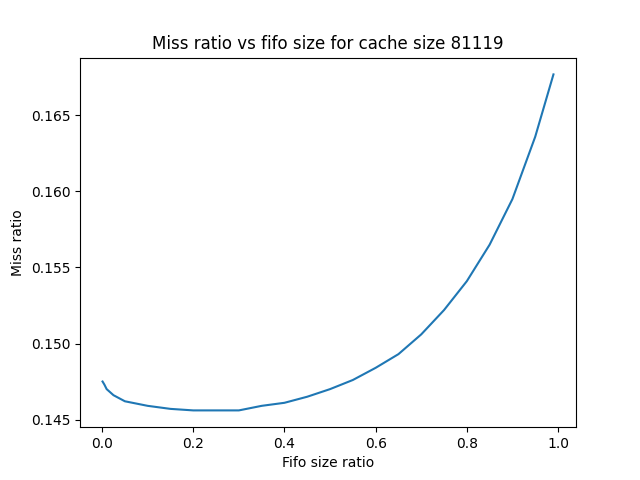 Miss ratio vs fifo size for cache size 81119
Miss ratio
0.165
0.160
0.155
0.150
0.145
0.0 0.2 0.4 0.6 0.8 1.0
Fifo size ratio